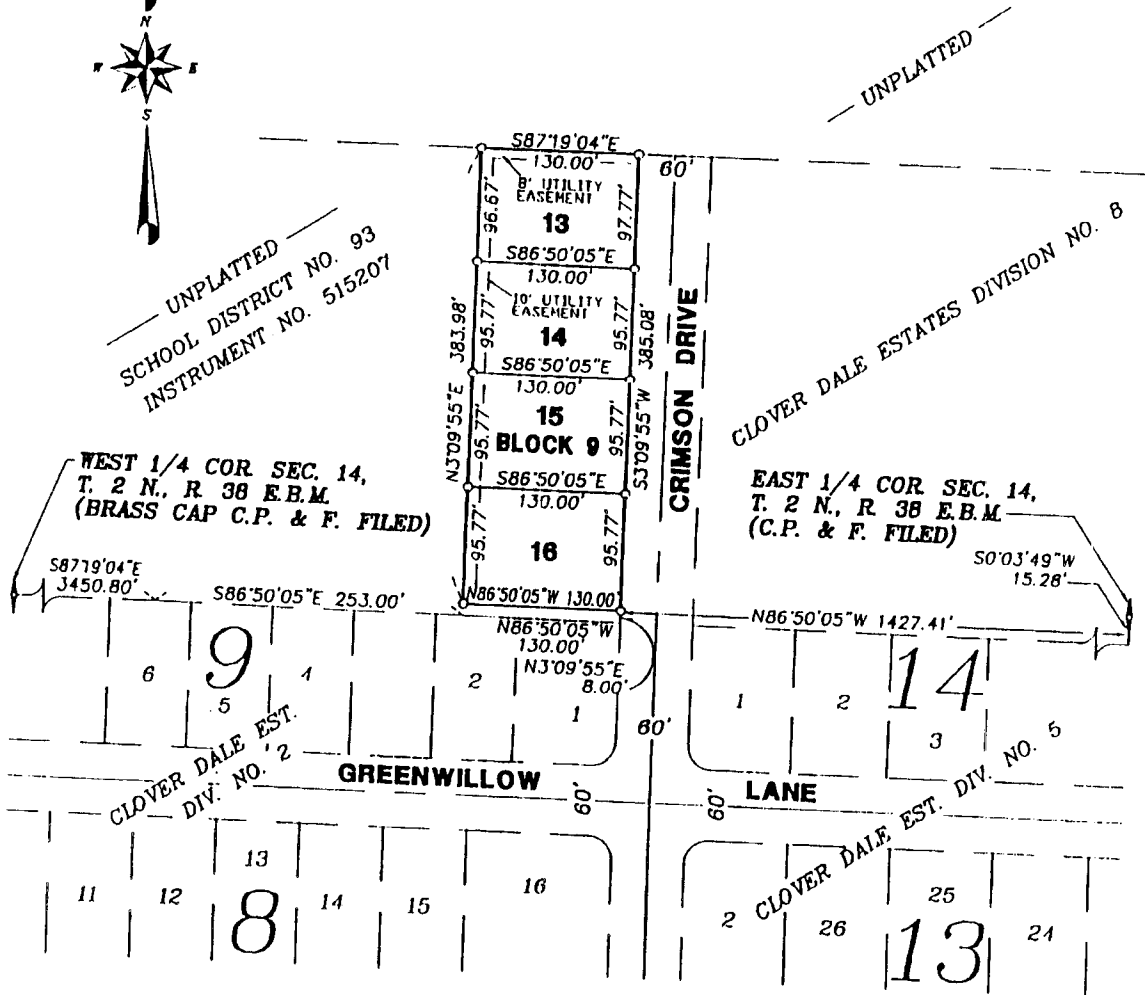 N
W E
S
UNPLATTED
S87°19'04"E
130.00'
60'
8' UTILITY
EASEMENT
96.67'
13
97.77'
S86°50'05"E
130.00'
10' UTILITY
EASEMENT
383.98'
95.77'
14
95.77'
385.08'
S86°50'05"E
130.00'
N3°09'55"E
95.77'
15
BLOCK 9
95.77'
S3°09'55"W
S86°50'05"E
130.00'
95.77'
16
95.77'
N86°50'05"W 130.00'
CRIMSON DRIVE
UNPLATTED
SCHOOL DISTRICT NO. 93
INSTRUMENT NO. 515207
CLOVER DALE ESTATES DIVISION NO. 8
WEST 1/4 COR. SEC. 14,
T. 2 N., R. 38 E.B.M.
(BRASS CAP C.P. & F. FILED)
EAST 1/4 COR. SEC. 14,
T. 2 N., R. 38 E.B.M.
(C.P. & F. FILED)
S87°19'04"E
3450.80'
S86°50'05"E 253.00'
S0°03'49"W
15.28'
N86°50'05"W
130.00'
N3°09'55"E
8.00'
N86°50'05"W 1427.41'
6
9
5
4
2
1
60'
1
2
14
3
CLOVER DALE EST.
DIV. NO. 2
GREENWILLOW
LANE
60'
60'
CLOVER DALE EST. DIV. NO. 5
11
12
13
8
14
15
16
2
26
25
13
24